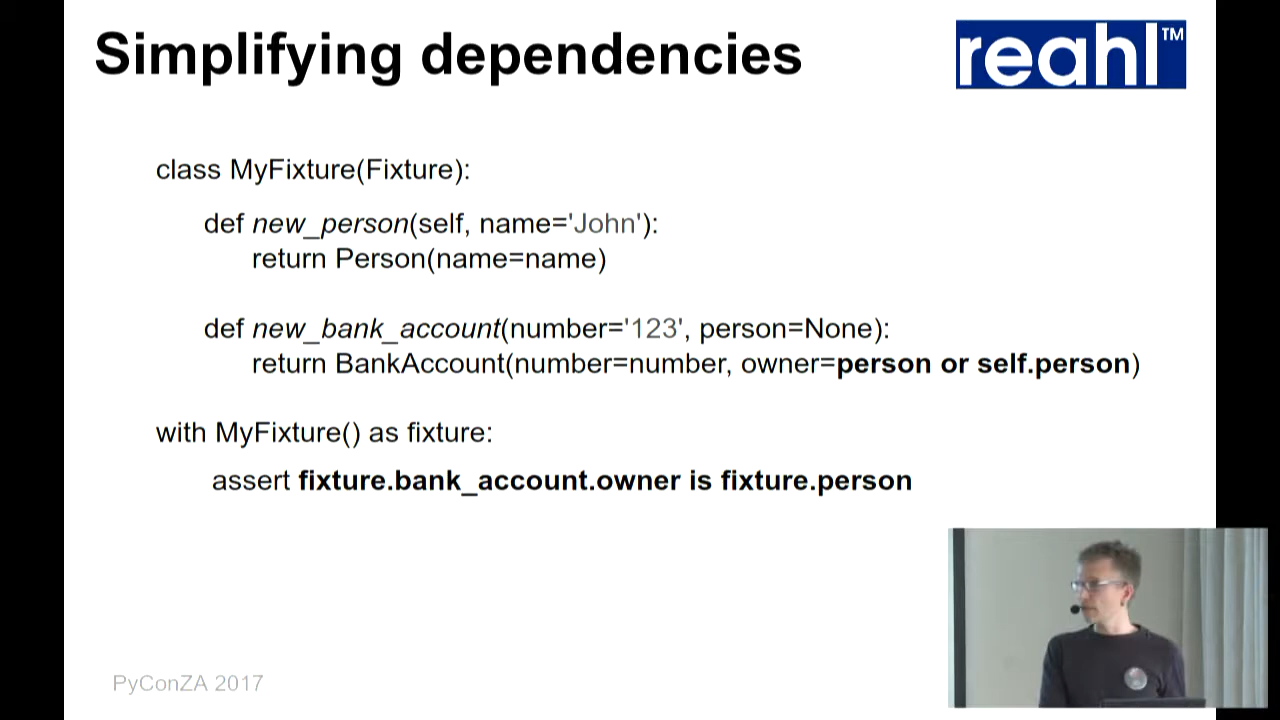 Simplifying dependencies
reahl™
class MyFixture(Fixture):
def new_person(self, name='John'):
return Person(name=name)
def new_bank_account(number='123', person=None):
return BankAccount(number=number, owner=person or self.person)
with MyFixture() as fixture:
assert fixture.bank_account.owner is fixture.person
PyConZA 2017